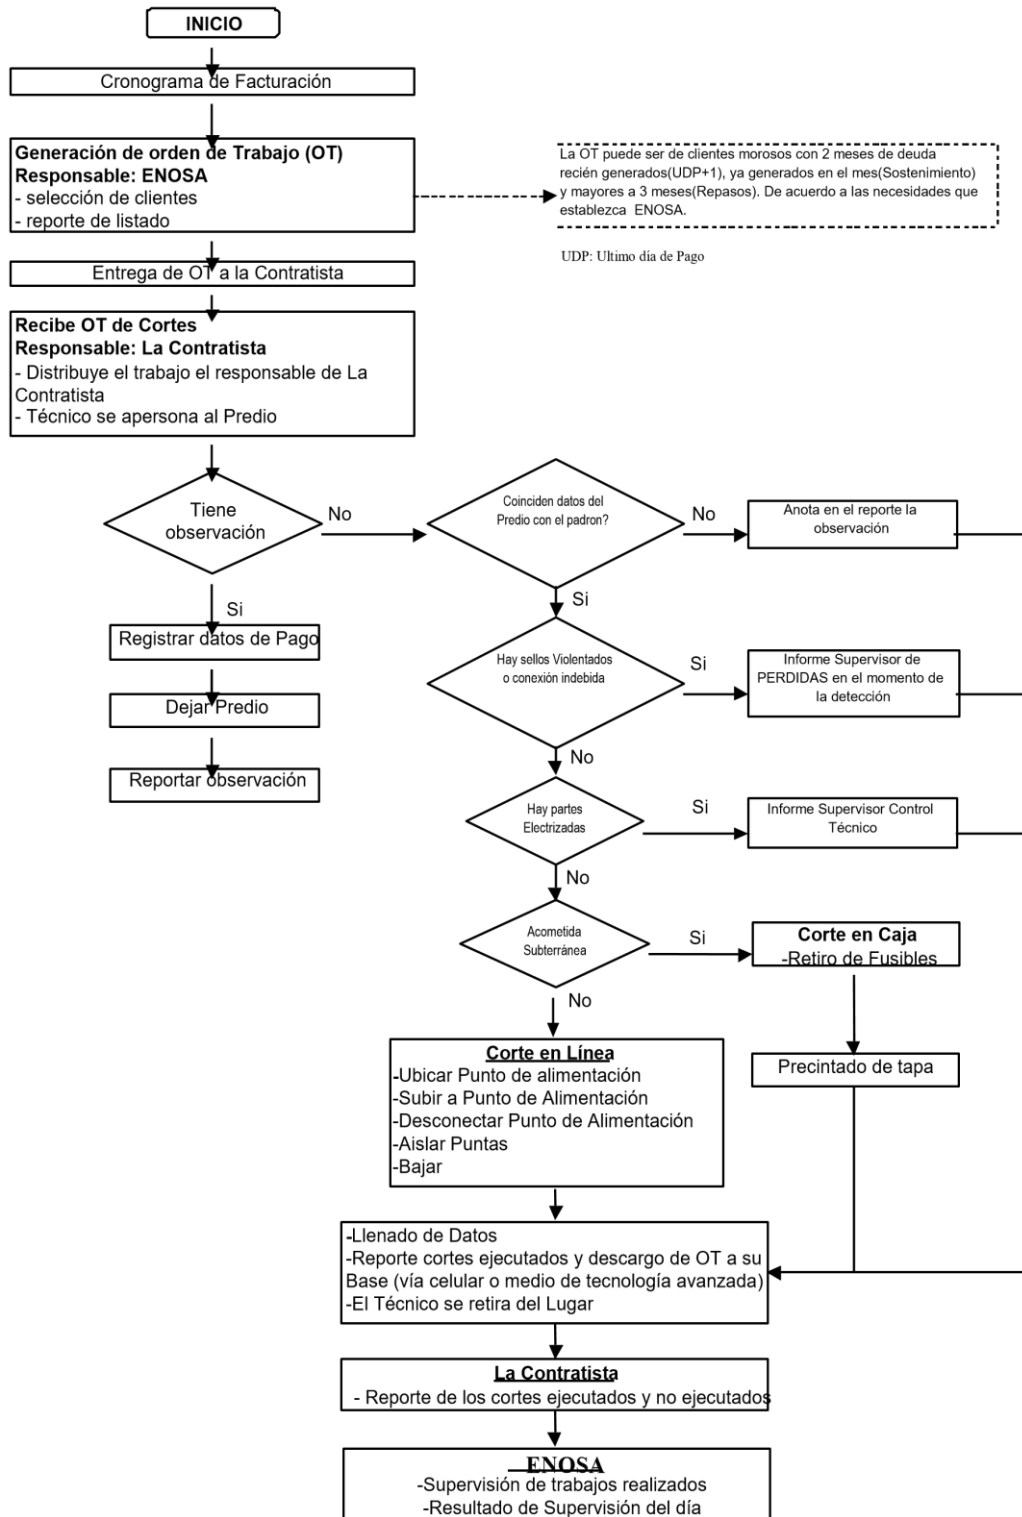 INICIO
Cronograma de Facturación
Generación de orden de Trabajo (OT)
Responsable: ENOSA
- selección de clientes
- reporte de listado
La OT puede ser de clientes morosos con 2 meses de deuda
recién generados(UDP+1), ya generados en el mes(Sostenimiento)
y mayores a 3 meses(Repasos). De acuerdo a las necesidades que
establezca ENOSA.
UDP: Ultimo día de Pago
Entrega de OT a la Contratista
Recibe OT de Cortes
Responsable: La Contratista
- Distribuye el trabajo el responsable de La
Contratista
- Técnico se apersona al Predio
Tiene
observación
No
Coinciden datos del
Predio con el padron?
No
Anota en el reporte la
observación
Si
Si
Registrar datos de Pago
Dejar Predio
Reportar observación
Hay sellos Violentados
o conexión indebida
Si
Informe Supervisor de
PERDIDAS en el momento de
la detección
No
Hay partes
Electrizadas
Si
Informe Supervisor Control
Técnico
No
Acometida
Subterránea
Si
Corte en Caja
-Retiro de Fusibles
No
Precintado de tapa
Corte en Línea
-Ubicar Punto de alimentación
-Subir a Punto de Alimentación
-Desconectar Punto de Alimentación
-Aislar Puntas
-Bajar
-Llenado de Datos
-Reporte cortes ejecutados y descargo de OT a su
Base (vía celular o medio de tecnología avanzada)
-El Técnico se retira del Lugar
La Contratista
- Reporte de los cortes ejecutados y no ejecutados
ENOSA
-Supervisión de trabajos realizados
-Resultado de Supervisión del día